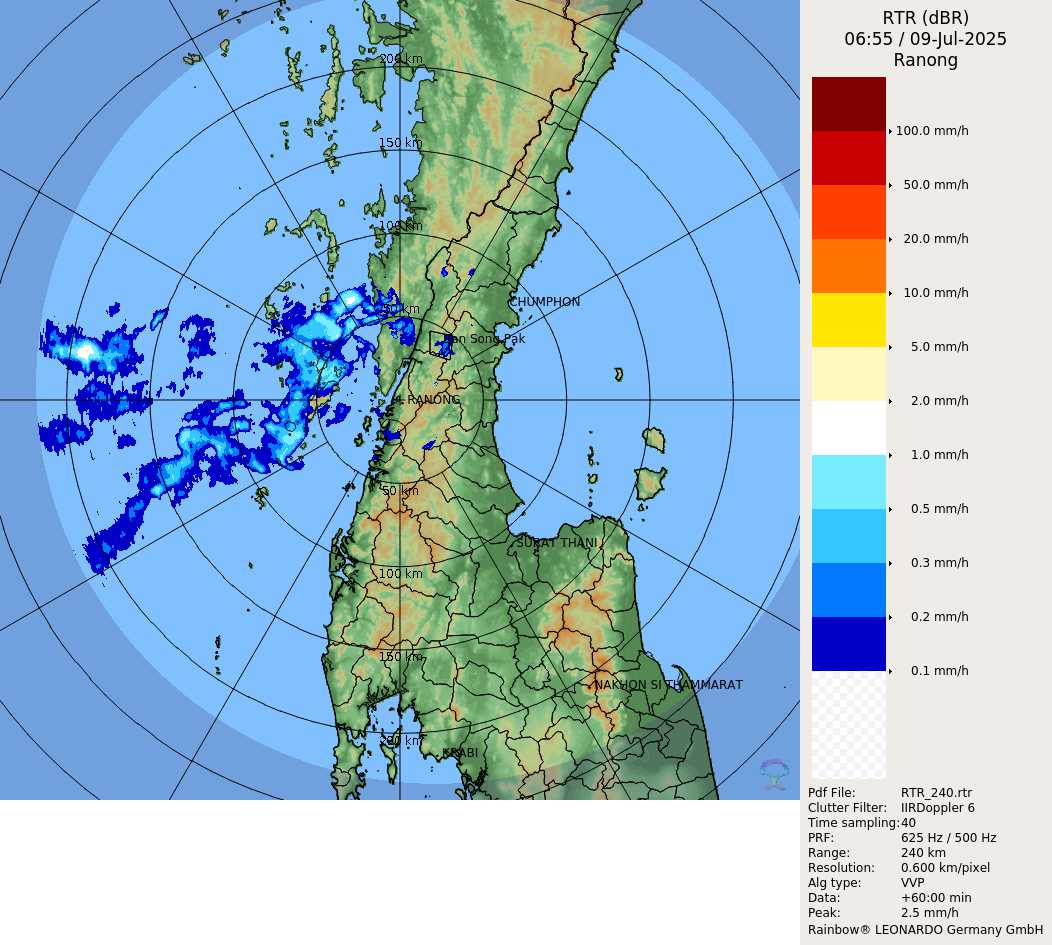 RTR (dBR)
06:55 / 09-Jul-2025
Ranong
100.0 mm/h
50.0 mm/h
20.0 mm/h
10.0 mm/h
5.0 mm/h
2.0 mm/h
1.0 mm/h
0.5 mm/h
0.3 mm/h
0.2 mm/h
0.1 mm/h
Pdf File: RTR_240.rtr
Clutter Filter: IIRDoppler 6
Time sampling: 40
PRF: 625 Hz / 500 Hz
Range: 240 km
Resolution: 0.600 km/pixel
Alg type: VVP
Data: +60:00 min
Peak: 2.5 mm/h
Rainbow® LEONARDO Germany GmbH
200 km
150 km
100 km
50 km
CHUMPHON
Ban Song Pak
RANONG
50 km
SURAT THANI
100 km
150 km
NAKHON SI THAMMARAT
200 km
KRABI